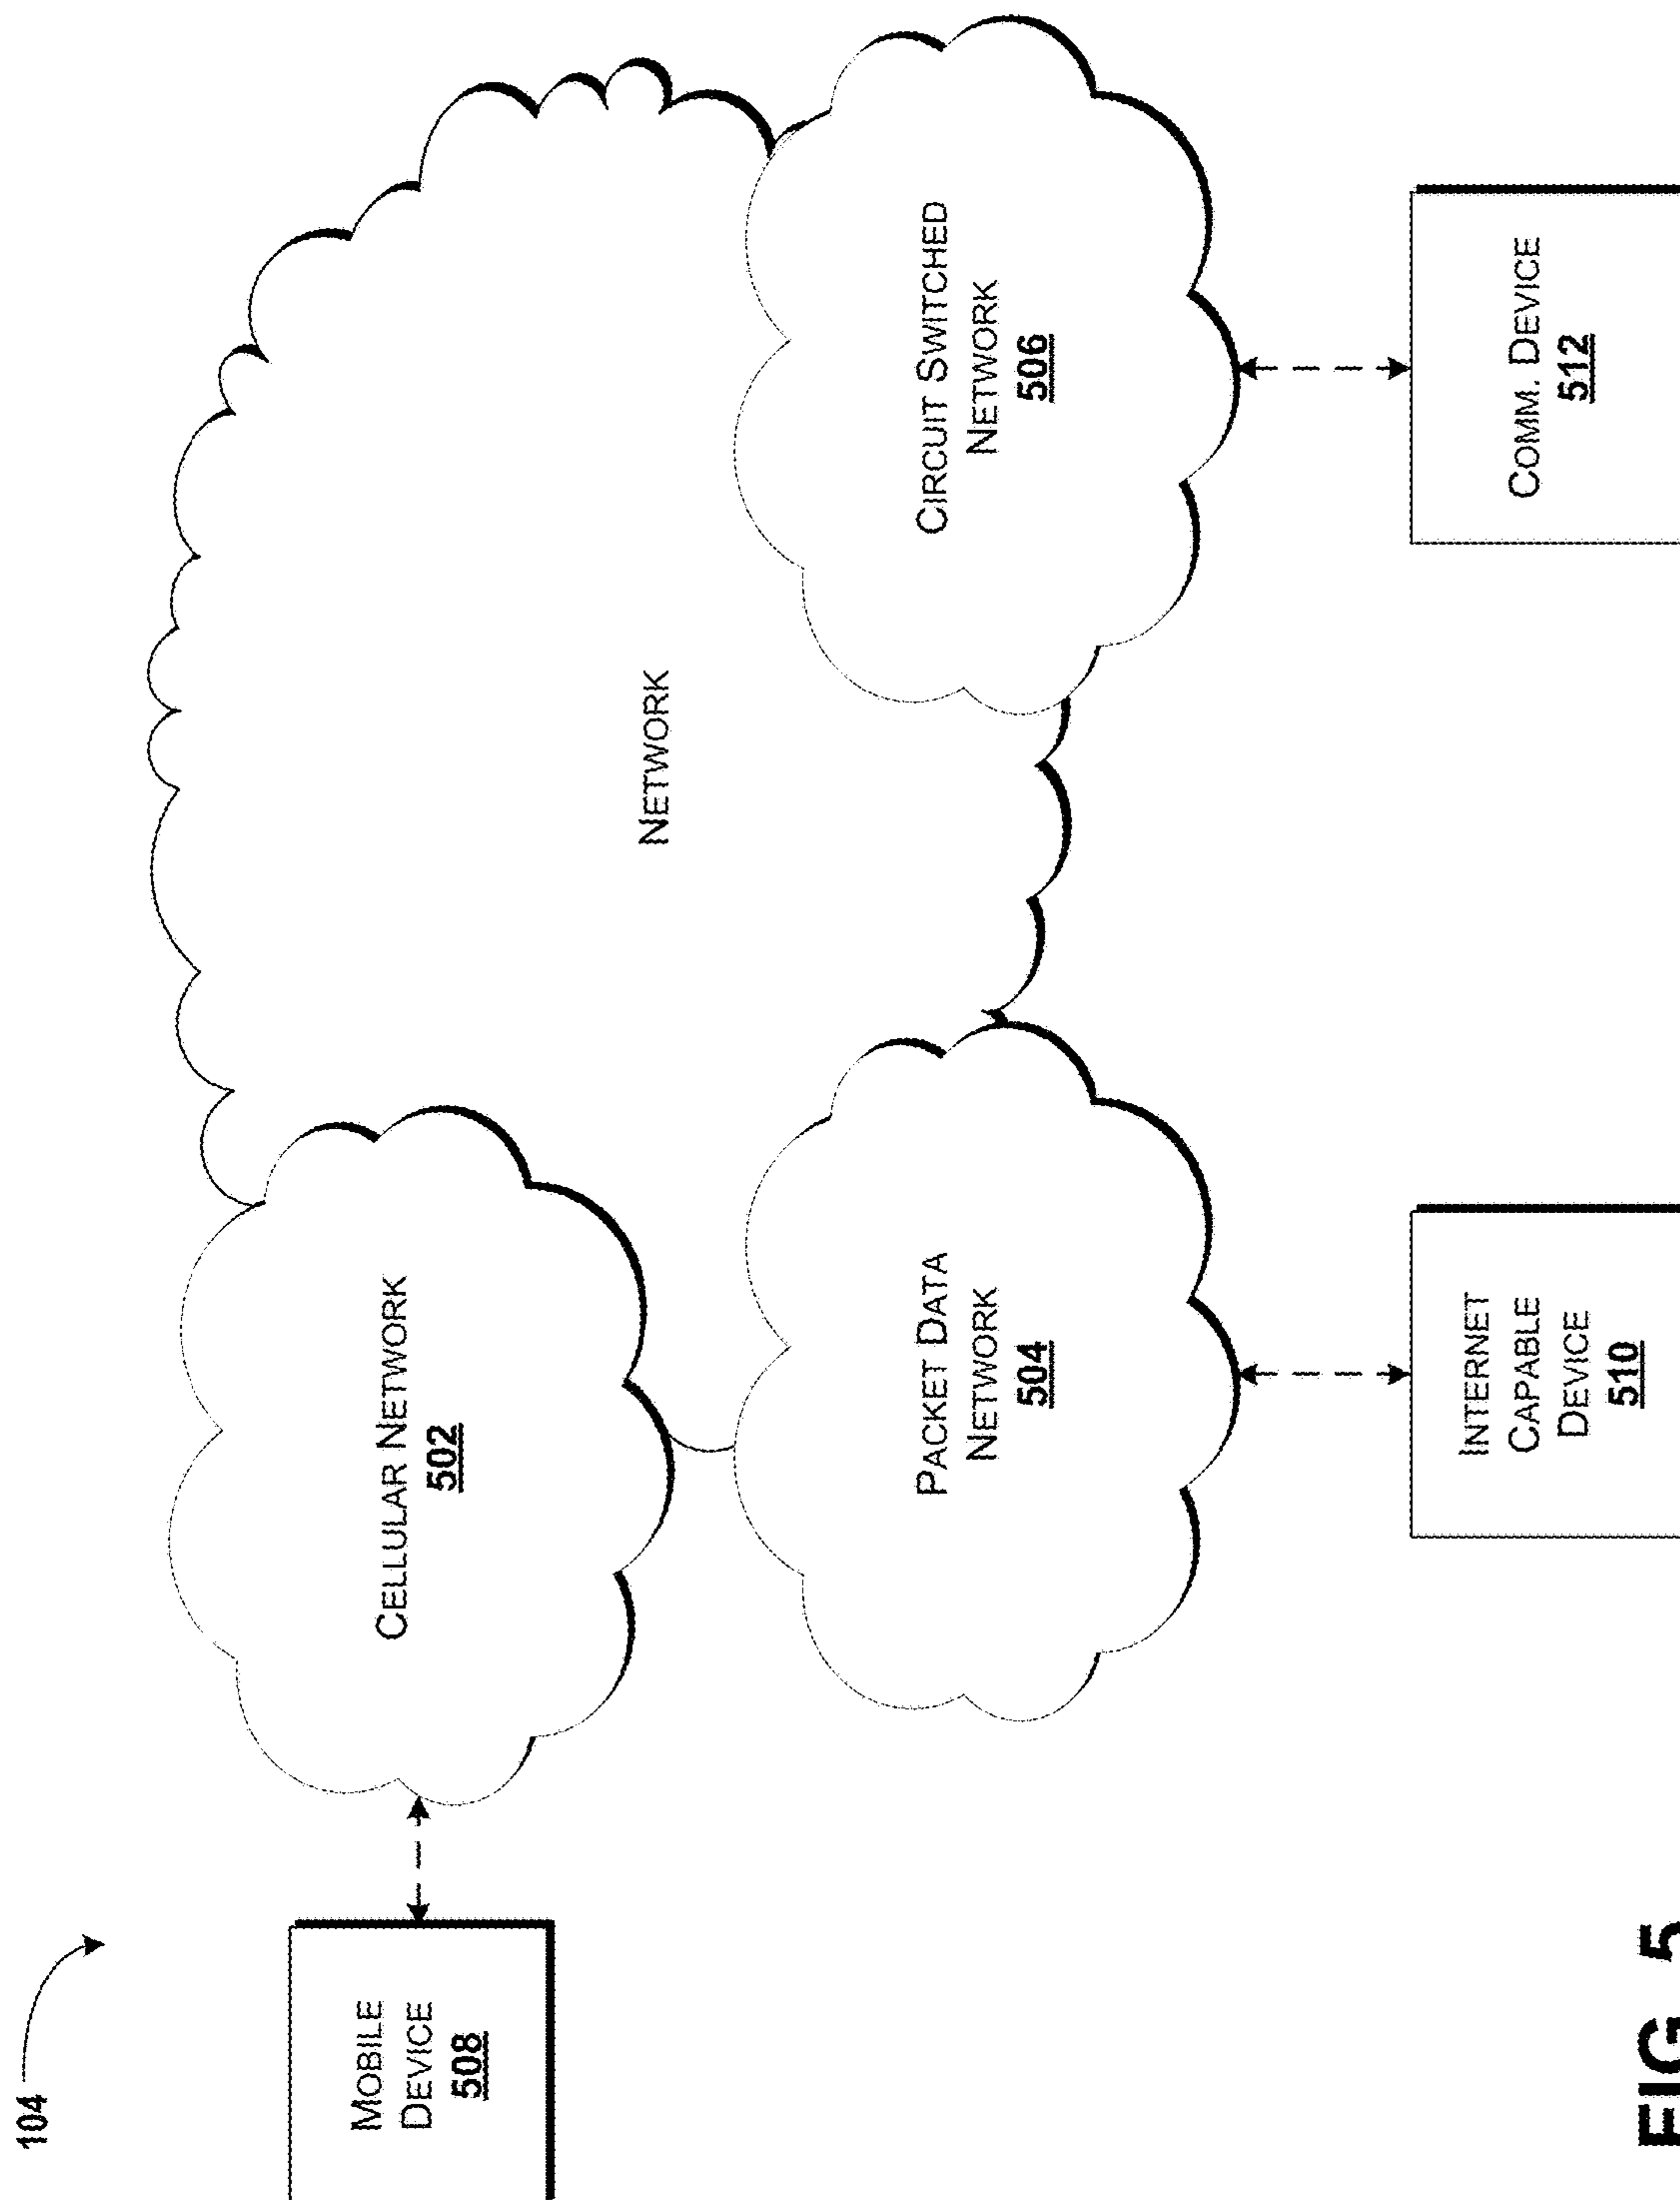 104
MOBILE
DEVICE
508
CELLULAR NETWORK
502
NETWORK
PACKET DATA
NETWORK
504
CIRCUIT SWITCHED
NETWORK
506
INTERNET
CAPABLE
DEVICE
510
COMM. DEVICE
512
FIG. 5